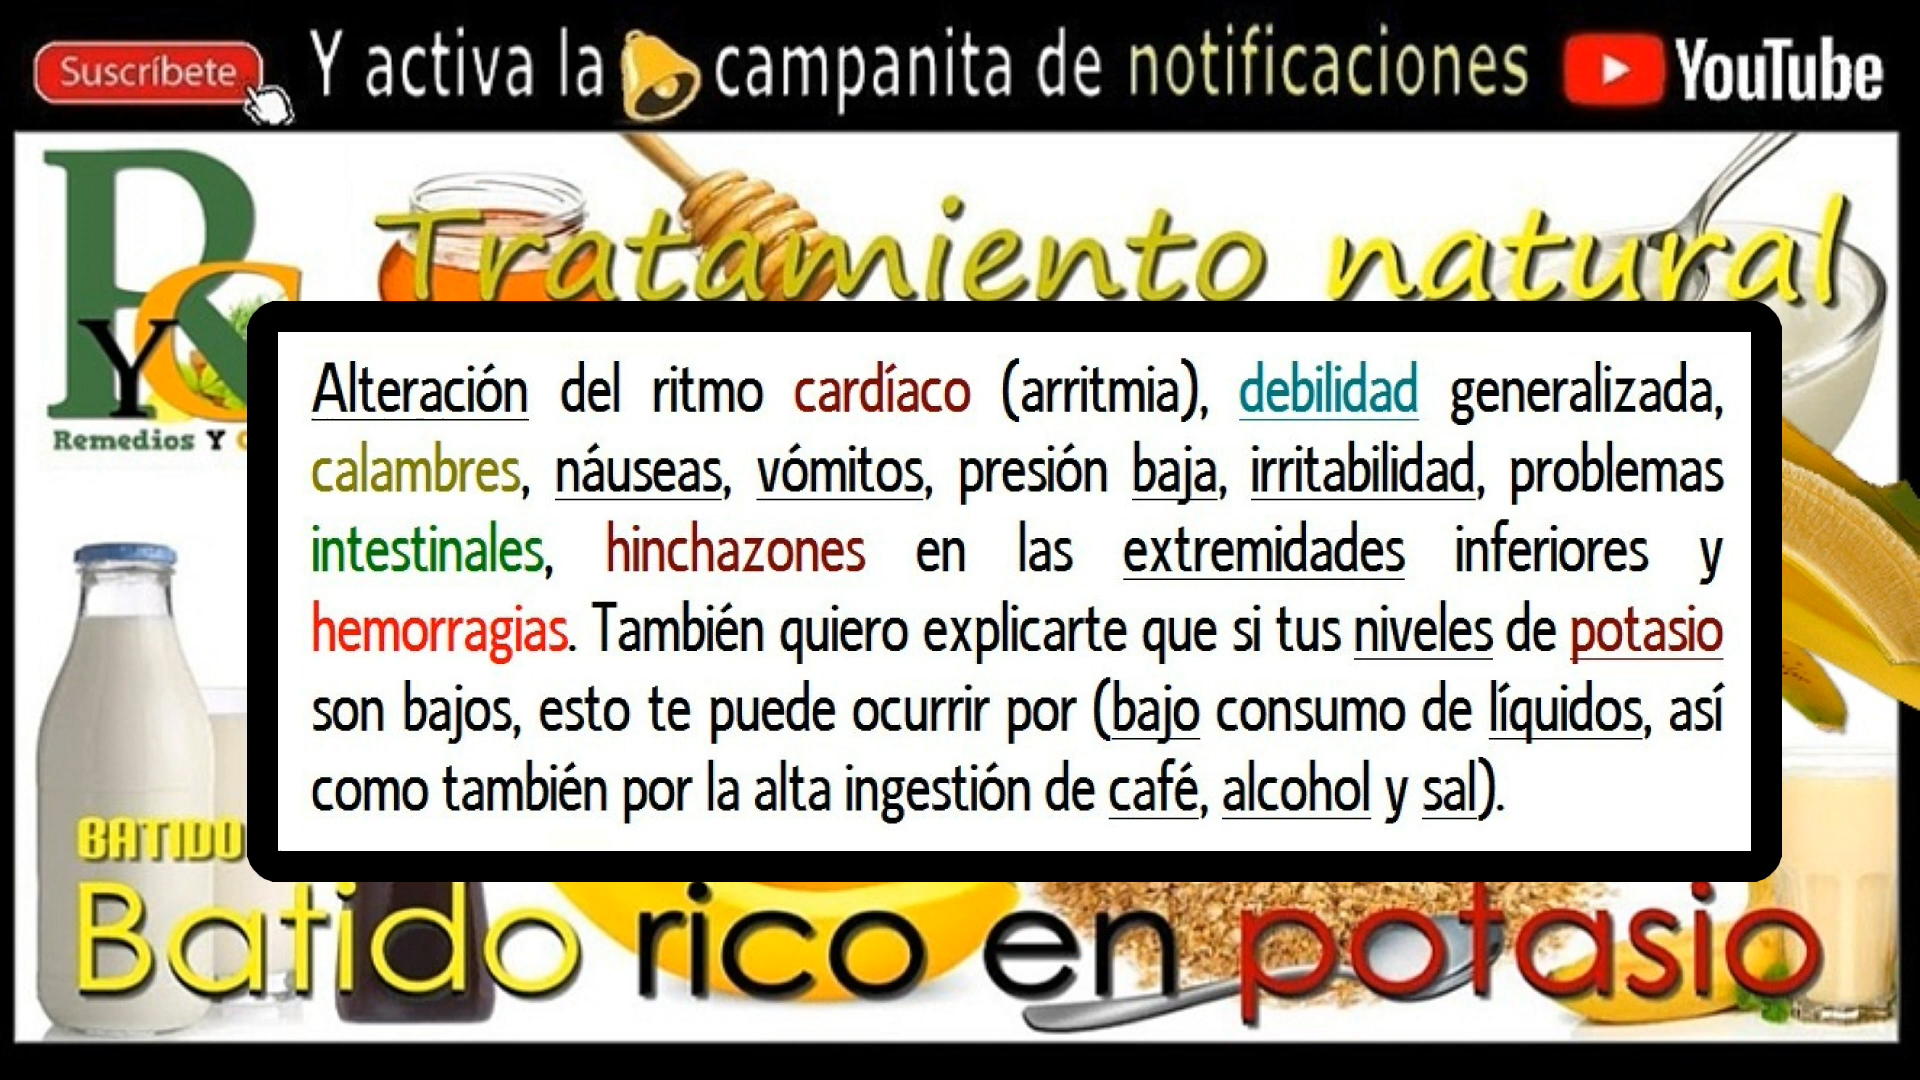 Suscríbete Y activa la campanita de notificaciones YouTube
R Y C
Tratamiento natural
Remedios Y
Alteración del ritmo cardíaco (arritmia), debilidad generalizada,
calambres, náuseas, vómitos, presión baja, irritabilidad, problemas
intestinales, hinchazones en las extremidades inferiores y
hemorragias. También quiero explicarte que si tus niveles de potasio
son bajos, esto te puede ocurrir por (bajo consumo de líquidos, así
como también por la alta ingestión de café, alcohol y sal).
BATIDO
Batido rico en potasio